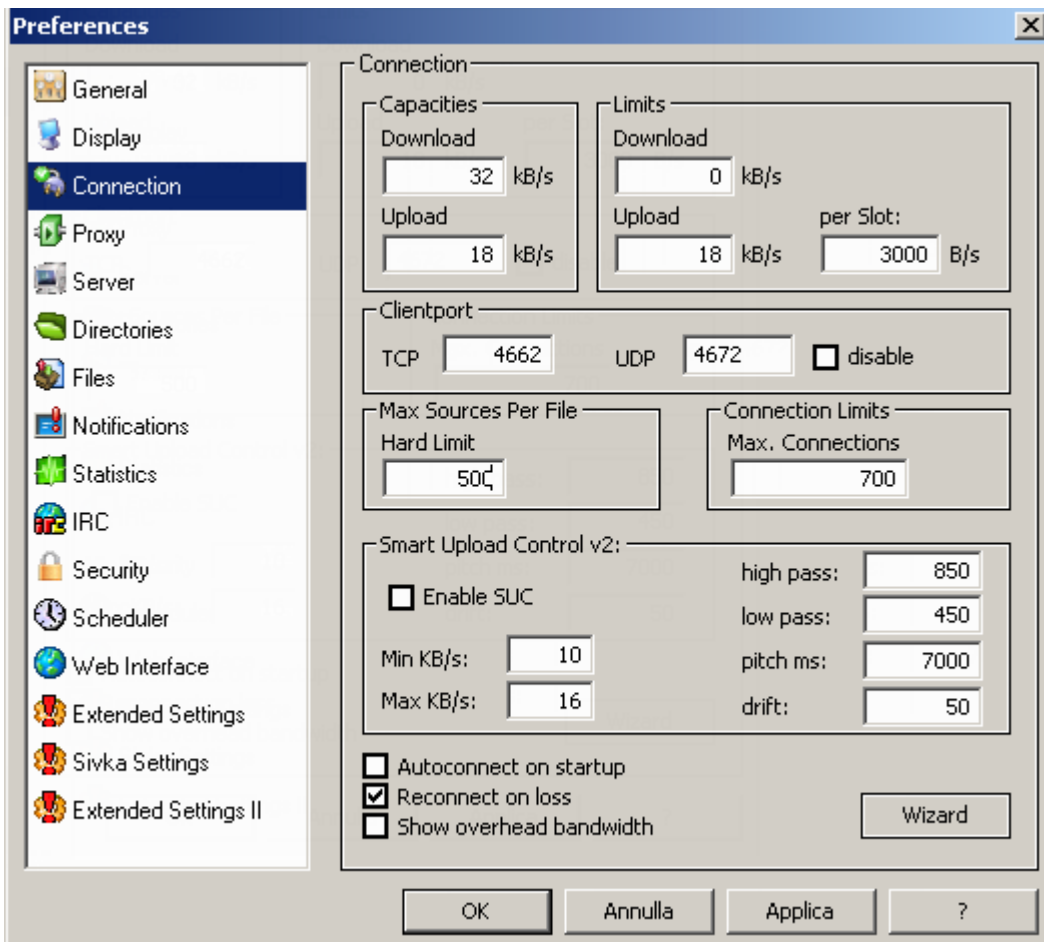 Preferences
General
Display
Connection
Proxy
Server
Directories
Files
Notifications
Statistics
IRC
Security
Scheduler
Web Interface
Extended Settings
Sivka Settings
Extended Settings II
Connection
Capacities
Download
32 kB/s
Upload
18 kB/s
Limits
Download
0 kB/s
Upload per Slot:
18 kB/s 3000 B/s
Clientport
TCP 4662 UDP 4672 disable
Max Sources Per File
Hard Limit
500
Connection Limits
Max. Connections
700
Smart Upload Control v2:
Enable SUC
Min KB/s: 10
Max KB/s: 16
high pass: 850
low pass: 450
pitch ms: 7000
drift: 50
Autoconnect on startup
Reconnect on loss
Show overhead bandwidth
Wizard
OK Annulla Applica ?